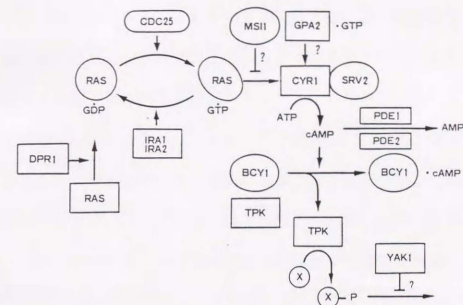 CDC25
MSI1
GPA2 · GTP
?
?
RAS
RAS
CYR1
SRV2
GDP
GTP
ATP
PDE1
IRA1
IRA2
cAMP
AMP
PDE2
DPR1
BCY1
BCY1 · cAMP
RAS
TPK
TPK
YAK1
X
?
X – P